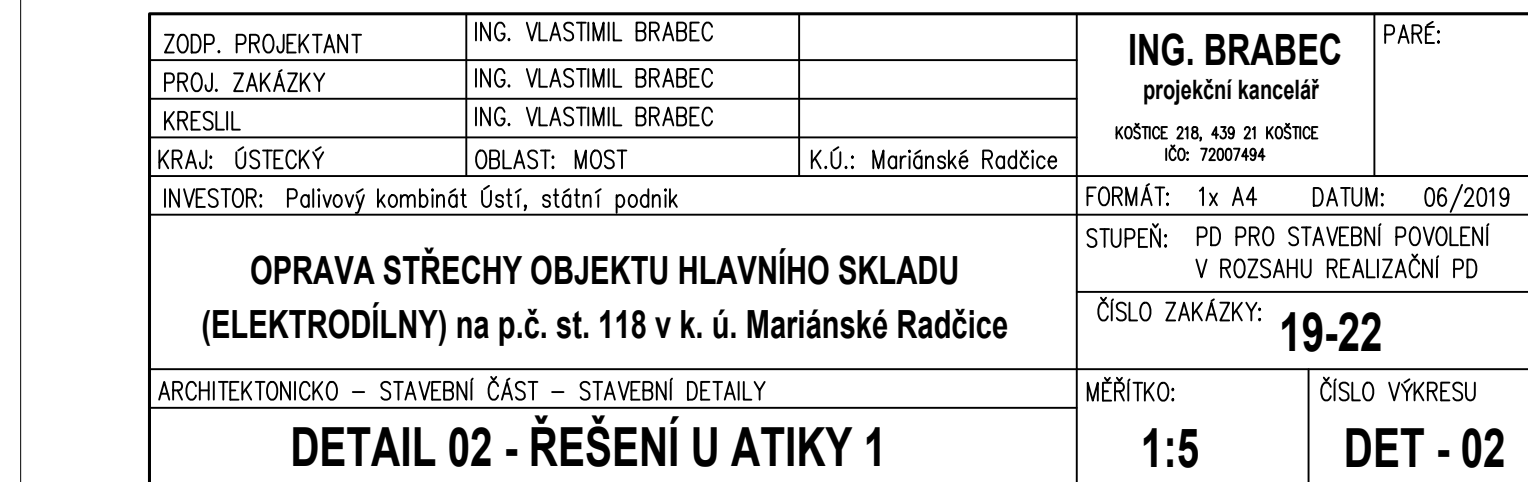 ZODP. PROJEKTANT ING. VLASTIMIL BRABEC
PROJ. ZAKÁZKY ING. VLASTIMIL BRABEC
KRESLIL ING. VLASTIMIL BRABEC
KRAJ: ÚSTECKÝ OBLAST: MOST K.Ú.: Mariánské Radčice
ING. BRABEC
projekční kancelář
KOŠTICE 218, 439 21 KOŠTICE
IČO: 72007494
PARÉ:
INVESTOR: Palivový kombinát Ústí, státní podnik
FORMÁT: 1x A4 DATUM: 06/2019
OPRAVA STŘECHY OBJEKTU HLAVNÍHO SKLADU
(ELEKTRODÍLNY) na p.č. st. 118 v k. ú. Mariánské Radčice
STUPEŇ: PD PRO STAVEBNÍ POVOLENÍ
V ROZSAHU REALIZAČNÍ PD
ČÍSLO ZAKÁZKY: 19-22
ARCHITEKTONICKO – STAVEBNÍ ČÁST – STAVEBNÍ DETAILY
DETAIL 02 - ŘEŠENÍ U ATIKY 1
MĚŘÍTKO:
1:5
ČÍSLO VÝKRESU
DET - 02